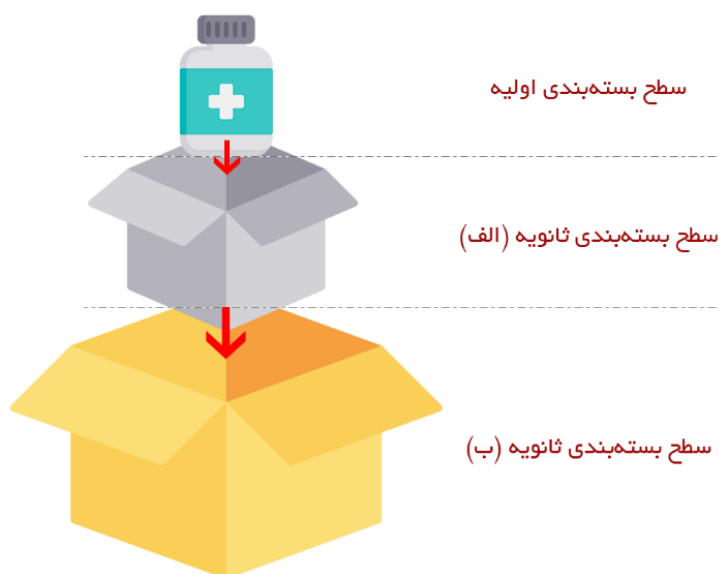 سطح بسته‌بندی اولیه
سطح بسته‌بندی ثانویه (الف)
سطح بسته‌بندی ثانویه (ب)